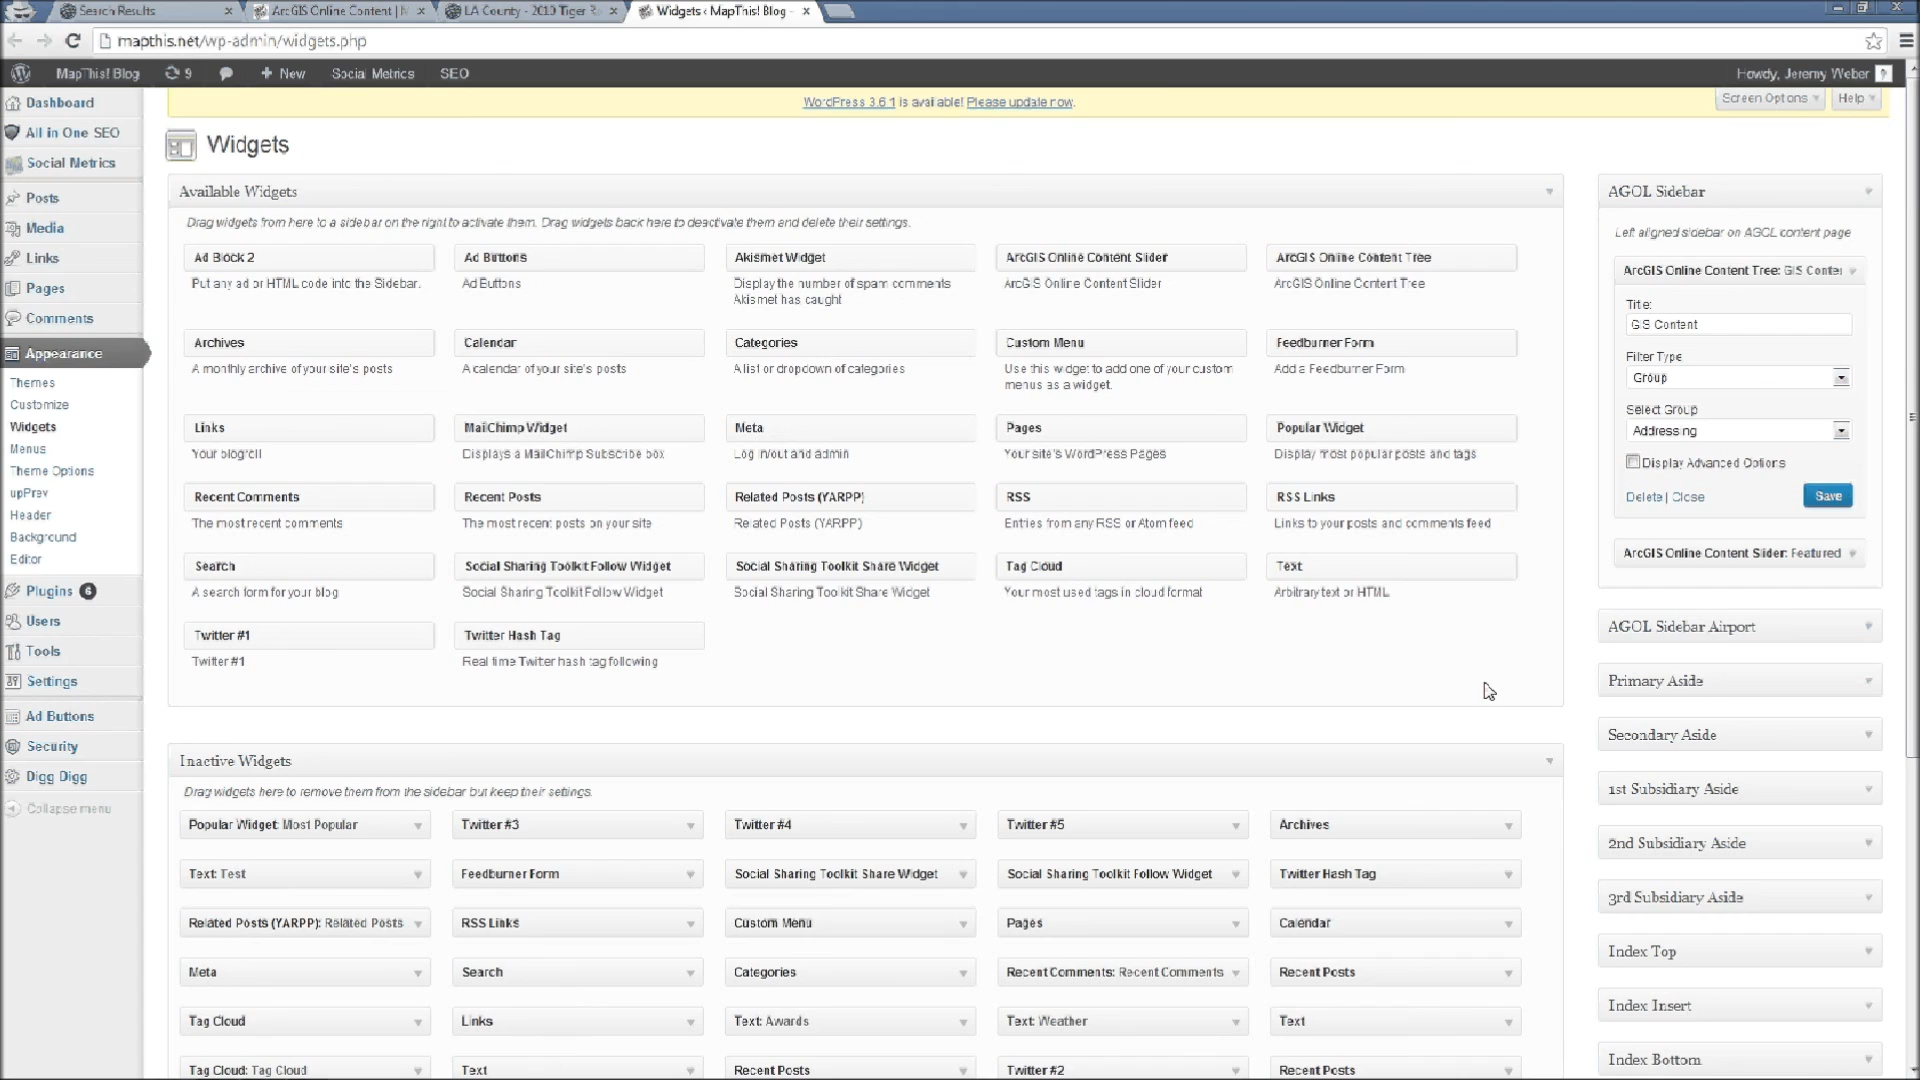 Search Results
ArcGIS Online Content | M
LA County - 2010 Tiger R
Widgets ‹ MapThis! Blog -
mapthis.net/wp-admin/widgets.php
MapThis! Blog
9
New
Social Metrics
SEO
Howdy, Jeremy Weber
WordPress 3.6.1 is available! Please update now.
Screen Options
Help
Dashboard
All in One SEO
Social Metrics
Posts
Media
Links
Pages
Comments
Appearance
Themes
Customize
Widgets
Menus
Theme Options
upPrev
Header
Background
Editor
Plugins 6
Users
Tools
Settings
Ad Buttons
Security
Digg Digg
Collapse menu
Widgets
Available Widgets
Drag widgets from here to a sidebar on the right to activate them. Drag widgets back here to deactivate them and delete their settings.
Ad Block 2
Put any ad or HTML code into the Sidebar.
Ad Buttons
Ad Buttons
Akismet Widget
Display the number of spam comments
Akismet has caught
ArcGIS Online Content Slider
ArcGIS Online Content Slider
ArcGIS Online Content Tree
ArcGIS Online Content Tree
Archives
A monthly archive of your site's posts
Calendar
A calendar of your site's posts
Categories
A list or dropdown of categories
Custom Menu
Use this widget to add one of your custom
menus as a widget.
Feedburner Form
Add a Feedburner Form
Links
Your blogroll
MailChimp Widget
Displays a MailChimp Subscribe box
Meta
Log in/out and admin
Pages
Your site's WordPress Pages
Popular Widget
Display most popular posts and tags
Recent Comments
The most recent comments
Recent Posts
The most recent posts on your site
Related Posts (YARPP)
Related Posts (YARPP)
RSS
Entries from any RSS or Atom feed
RSS Links
Links to your posts and comments feed
Search
A search form for your blog
Social Sharing Toolkit Follow Widget
Social Sharing Toolkit Follow Widget
Social Sharing Toolkit Share Widget
Social Sharing Toolkit Share Widget
Tag Cloud
Your most used tags in cloud format
Text
Arbitrary text or HTML
Twitter #1
Twitter #1
Twitter Hash Tag
Real time Twitter hash tag following
Inactive Widgets
Drag widgets here to remove them from the sidebar but keep their settings.
Popular Widget: Most Popular
Twitter #3
Twitter #4
Twitter #5
Archives
Text: Test
Feedburner Form
Social Sharing Toolkit Share Widget
Social Sharing Toolkit Follow Widget
Twitter Hash Tag
Related Posts (YARPP): Related Posts
RSS Links
Custom Menu
Pages
Calendar
Meta
Search
Categories
Recent Comments: Recent Comments
Recent Posts
Tag Cloud
Links
Text: Awards
Text: Weather
Text
Tag Cloud: Tag Cloud
Text
Recent Posts
Twitter #2
Recent Posts
AGOL Sidebar
Left aligned sidebar on AGOL content page
ArcGIS Online Content Tree: GIS Conter
Title:
GIS Content
Filter Type
Group
Select Group
Addressing
Display Advanced Options
Delete | Close
Save
ArcGIS Online Content Slider: Featured
AGOL Sidebar Airport
Primary Aside
Secondary Aside
1st Subsidiary Aside
2nd Subsidiary Aside
3rd Subsidiary Aside
Index Top
Index Insert
Index Bottom